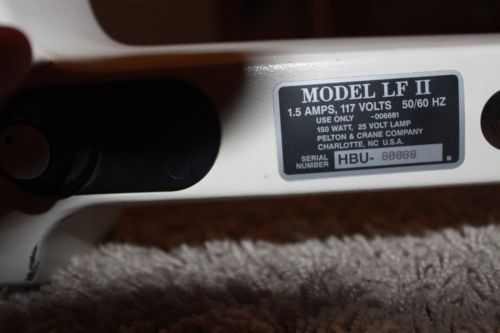 MODEL LF II
1.5 AMPS, 117 VOLTS 50/60 HZ
USE ONLY -006681
150 WATT, 25 VOLT LAMP
PELTON & CRANE COMPANY
CHARLOTTE, NC U.S.A.
SERIAL NUMBER HBU- 80088